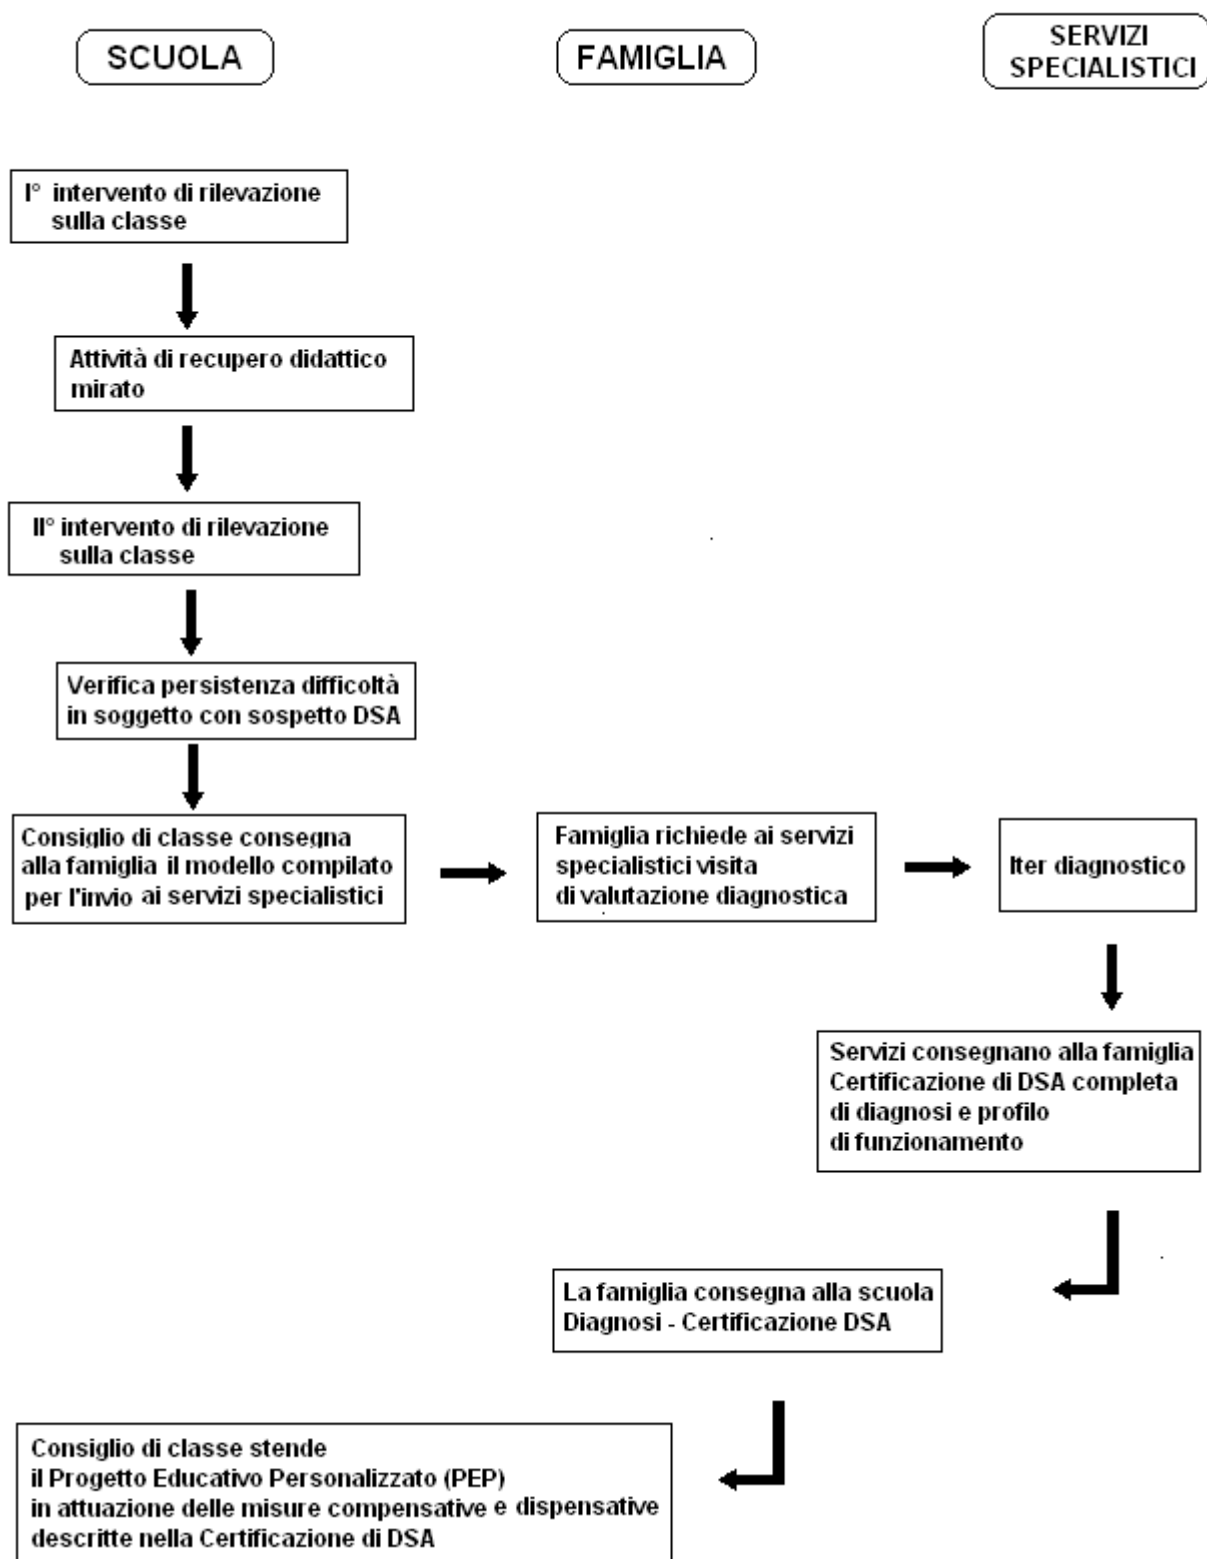 SCUOLA
FAMIGLIA
SERVIZI
SPECIALISTICI
I° intervento di rilevazione
sulla classe
Attività di recupero didattico
mirato
II° intervento di rilevazione
sulla classe
Verifica persistenza difficoltà
in soggetto con sospetto DSA
Consiglio di classe consegna
alla famiglia il modello compilato
per l'invio ai servizi specialistici
Famiglia richiede ai servizi
specialistici visita
di valutazione diagnostica
Iter diagnostico
Servizi consegnano alla famiglia
Certificazione di DSA completa
di diagnosi e profilo
di funzionamento
La famiglia consegna alla scuola
Diagnosi - Certificazione DSA
Consiglio di classe stende
il Progetto Educativo Personalizzato (PEP)
in attuazione delle misure compensative e dispensative
descritte nella Certificazione di DSA